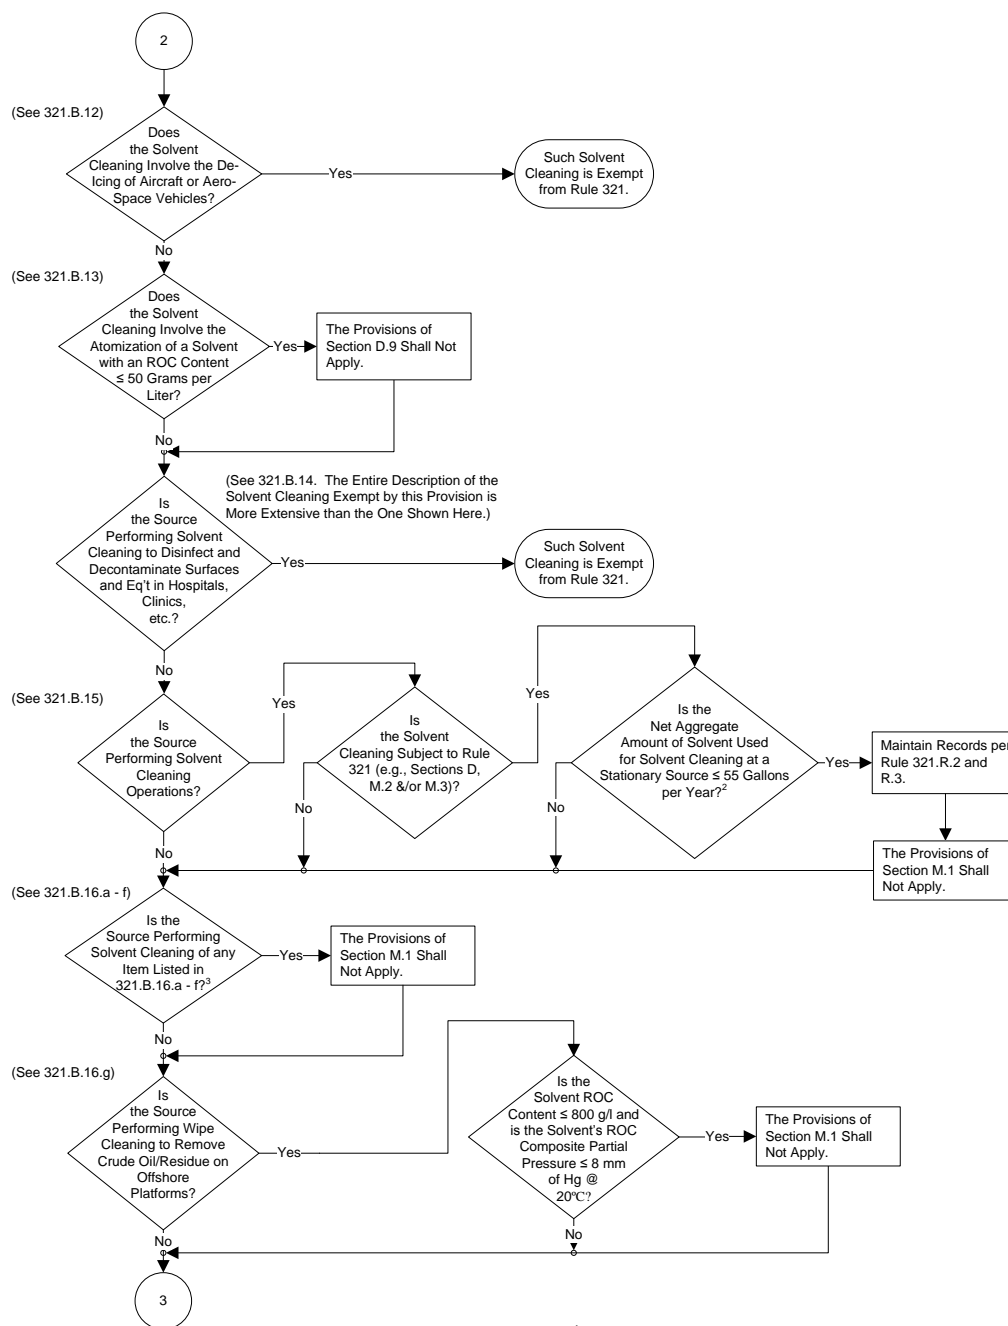 2
(See 321.B.12)
Does
the Solvent
Cleaning Involve the De-
Icing of Aircraft or Aero-
Space Vehicles?
Yes
Such Solvent
Cleaning is Exempt
from Rule 321.
No
(See 321.B.13)
Does
the Solvent
Cleaning Involve the
Atomization of a Solvent
with an ROC Content
≤ 50 Grams per
Liter?
Yes
The Provisions of
Section D.9 Shall Not
Apply.
No
(See 321.B.14. The Entire Description of the
Solvent Cleaning Exempt by this Provision is
More Extensive than the One Shown Here.)
Is
the Source
Performing Solvent
Cleaning to Disinfect and
Decontaminate Surfaces
and Eq't in Hospitals,
Clinics,
etc.?
Yes
Such Solvent
Cleaning is Exempt
from Rule 321.
No
(See 321.B.15)
Is
the Source
Performing Solvent
Cleaning
Operations?
Yes
Is
the Solvent
Cleaning Subject to Rule
321 (e.g., Sections D,
M.2 &/or M.3)?
Yes
Is the
Net Aggregate
Amount of Solvent Used
for Solvent Cleaning at a
Stationary Source ≤ 55 Gallons
per Year?²
Yes
Maintain Records per
Rule 321.R.2 and
R.3.
No
No
No
The Provisions of
Section M.1 Shall
Not Apply.
(See 321.B.16.a - f)
Is the
Source Performing
Solvent Cleaning of any
Item Listed in
321.B.16.a - f?³
Yes
The Provisions of
Section M.1 Shall
Not Apply.
No
(See 321.B.16.g)
Is
the Source
Performing Wipe
Cleaning to Remove
Crude Oil/Residue on
Offshore
Platforms?
Yes
Is the
Solvent ROC
Content ≤ 800 g/l and
is the Solvent's ROC
Composite Partial
Pressure ≤ 8 mm
of Hg @
20℃?
Yes
The Provisions of
Section M.1 Shall
Not Apply.
No
No
3